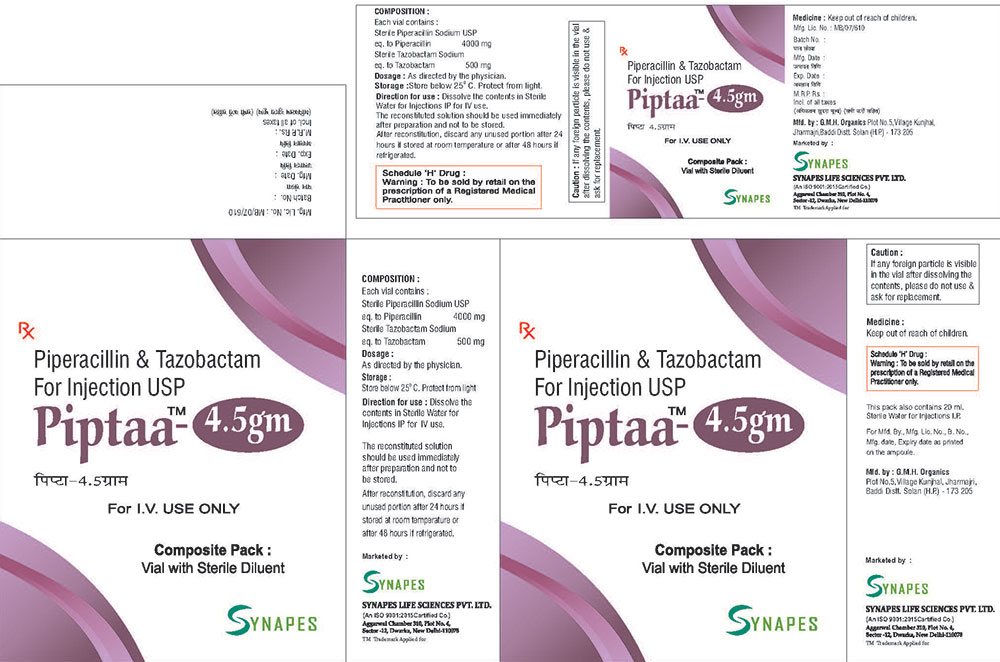 COMPOSITION :
Each vial contains :
Sterile Piperacillin Sodium USP
eq. to Piperacillin 4000 mg
Sterile Tazobactam Sodium
eq. to Tazobactam 500 mg
Dosage : As directed by the physician.
Storage :Store below 25° C. Protect from light.
Direction for use : Dissolve the contents in Sterile
Water for Injections IP for IV use.
The reconstituted solution should be used immediately
after preparation and not to be stored.
After reconstitution, discard any unused portion after 24
hours if stored at room temperature or after 48 hours if
refrigerated.
Schedule 'H' Drug :
Warning : To be sold by retail on the
prescription of a Registered Medical
Practitioner only.
Caution : If any foreign particle is visible in the vial
after dissolving the contents, please do not use &
ask for replacement.
Rx
Piperacillin & Tazobactam
For Injection USP
Piptaa-™ 4.5gm
पिप्टा 4.5ग्राम
For I.V. USE ONLY
Composite Pack :
Vial with Sterile Diluent
SYNAPES
Medicine : Keep out of reach of children.
Mfg. Lic. No. : MB/07/610
Batch No. :
Mfg. Date :
Exp. Date :
M.R.P. Rs. :
Incl. of all taxes
Mfd. by : G.M.H. Organics Plot No.5,Village Kunjhal,
Jharmajri,Baddi Distt. Solan (H.P.) - 173 205
Marketed by :
SYNAPES
SYNAPES LIFE SCIENCES PVT. LTD.
(An ISO 9001:2015Certified Co.)
Aggarwal Chamber 310, Plot No. 4,
Sector -12, Dwarka, New Delhi-110078
TM Trademark Applied for
Mfg. Lic. No. : MB/07/610
Batch No. :
Mfg. Date :
Exp. Date :
M.R.P. Rs. :
Incl. of all taxes
Rx
Piperacillin & Tazobactam
For Injection USP
Piptaa-™ 4.5gm
पिप्टा-4.5ग्राम
For I.V. USE ONLY
Composite Pack :
Vial with Sterile Diluent
SYNAPES
COMPOSITION :
Each vial contains :
Sterile Piperacillin Sodium USP
eq. to Piperacillin 4000 mg
Sterile Tazobactam Sodium
eq. to Tazobactam 500 mg
Dosage :
As directed by the physician.
Storage :
Store below 25° C. Protect from light
Direction for use : Dissolve the
contents in Sterile Water for
Injections IP for IV use.
The reconstituted solution
should be used immediately
after preparation and not to
be stored.
After reconstitution, discard any
unused portion after 24 hours if
stored at room temperature or
after 48 hours if refrigerated.
Marketed by :
SYNAPES
SYNAPES LIFE SCIENCES PVT. LTD.
(An ISO 9001:2015Certified Co.)
Aggarwal Chamber 310, Plot No. 4,
Sector -12, Dwarka, New Delhi-110078
TM Trademark Applied for
Rx
Piperacillin & Tazobactam
For Injection USP
Piptaa-™ 4.5gm
पिप्टा-4.5ग्राम
For I.V. USE ONLY
Composite Pack :
Vial with Sterile Diluent
SYNAPES
Caution :
If any foreign particle is visible
in the vial after dissolving the
contents, please do not use &
ask for replacement.
Medicine :
Keep out of reach of children.
Schedule 'H' Drug :
Warning : To be sold by retail on the
prescription of a Registered Medical
Practitioner only.
This pack also contains 20 ml.
Sterile Water for Injections I.P.
For Mfd. By., Mfg. Lic. No., B. No.,
Mfg. date, Expiry date as printed
on the ampoule.
Mfd. by : G.M.H. Organics
Plot No.5,Village Kunjhal, Jharmajri,
Baddi Distt. Solan (H.P.) - 173 205
Marketed by :
SYNAPES
SYNAPES LIFE SCIENCES PVT. LTD.
(An ISO 9001:2015Certified Co.)
Aggarwal Chamber 310, Plot No. 4,
Sector -12, Dwarka, New Delhi-110078
TM Trademark Applied for